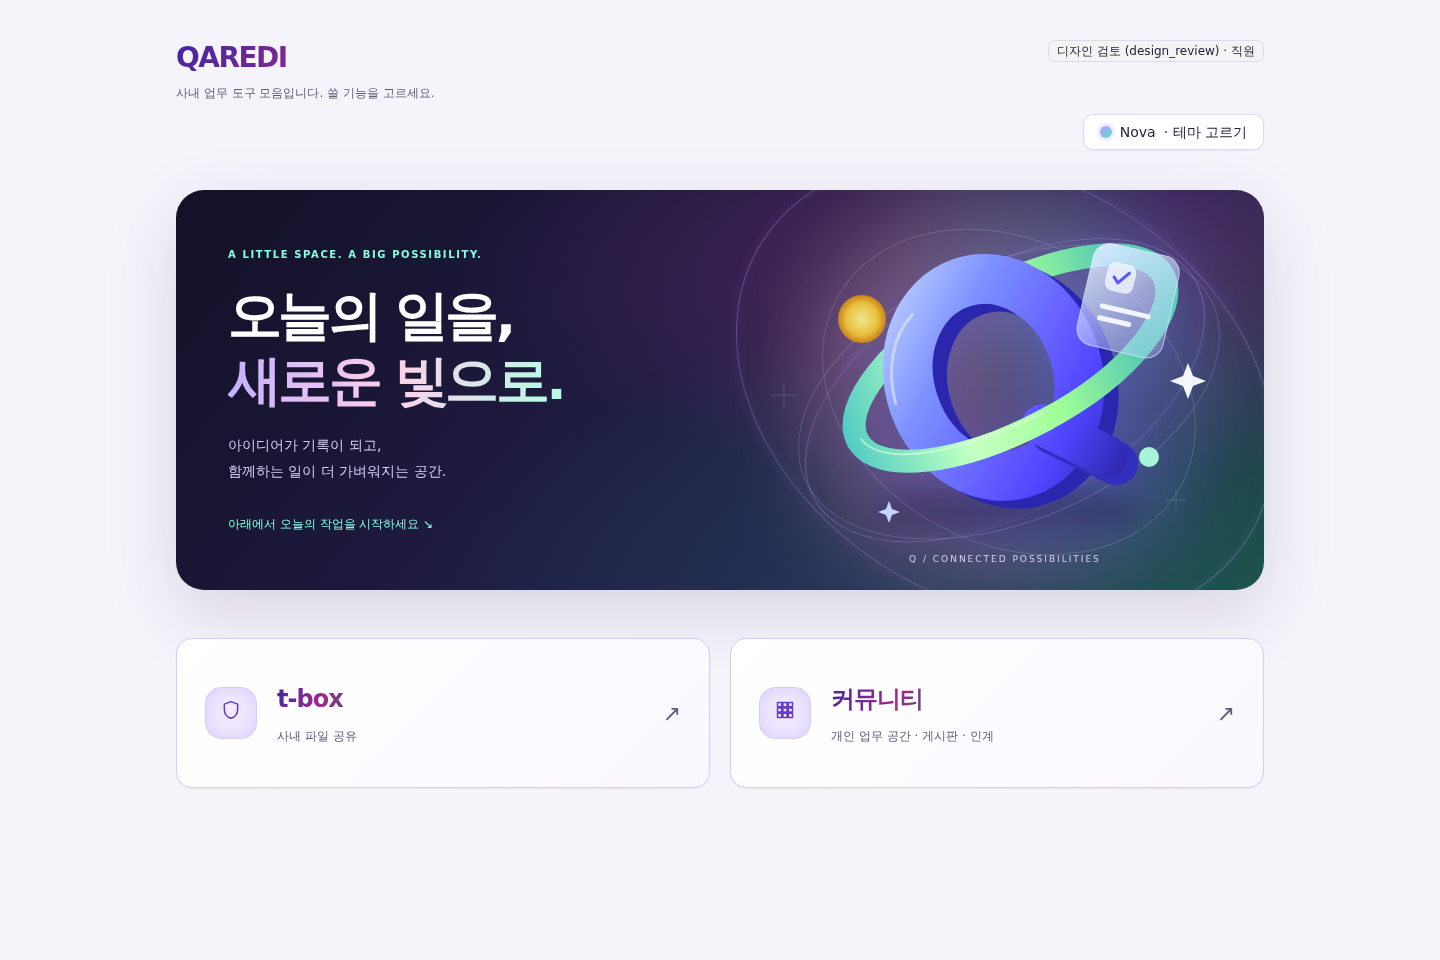 QAREDI
디자인 검토 (design_review) · 직원
사내 업무 도구 모음입니다. 쓸 기능을 고르세요.
Nova · 테마 고르기
A LITTLE SPACE. A BIG POSSIBILITY.
오늘의 일을,
새로운 빛으로.
아이디어가 기록이 되고,
함께하는 일이 더 가벼워지는 공간.
아래에서 오늘의 작업을 시작하세요 ↘
Q / CONNECTED POSSIBILITIES
t-box
사내 파일 공유
커뮤니티
개인 업무 공간 · 게시판 · 인계